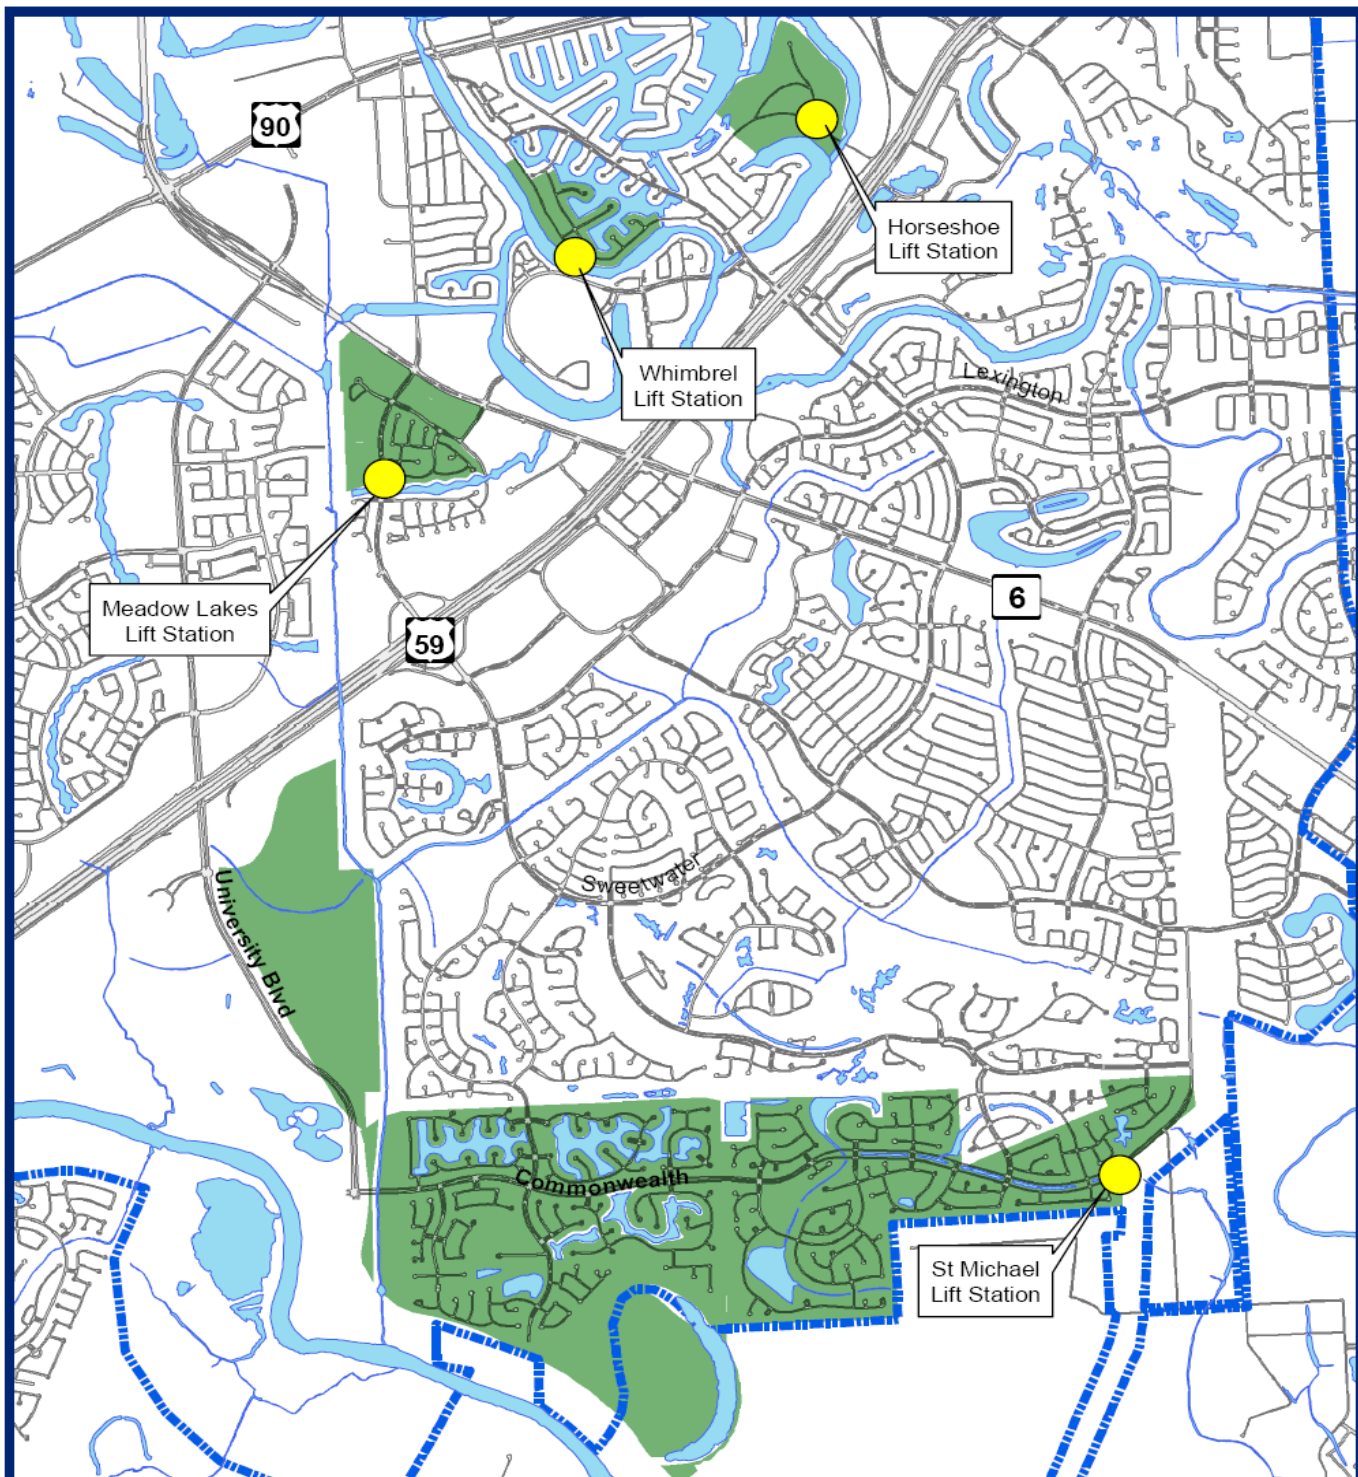 90
Horseshoe
Lift Station
Whimbrel
Lift Station
Lexington
Meadow Lakes
Lift Station
6
59
Sweetwater
University Blvd
Commonwealth
St Michael
Lift Station